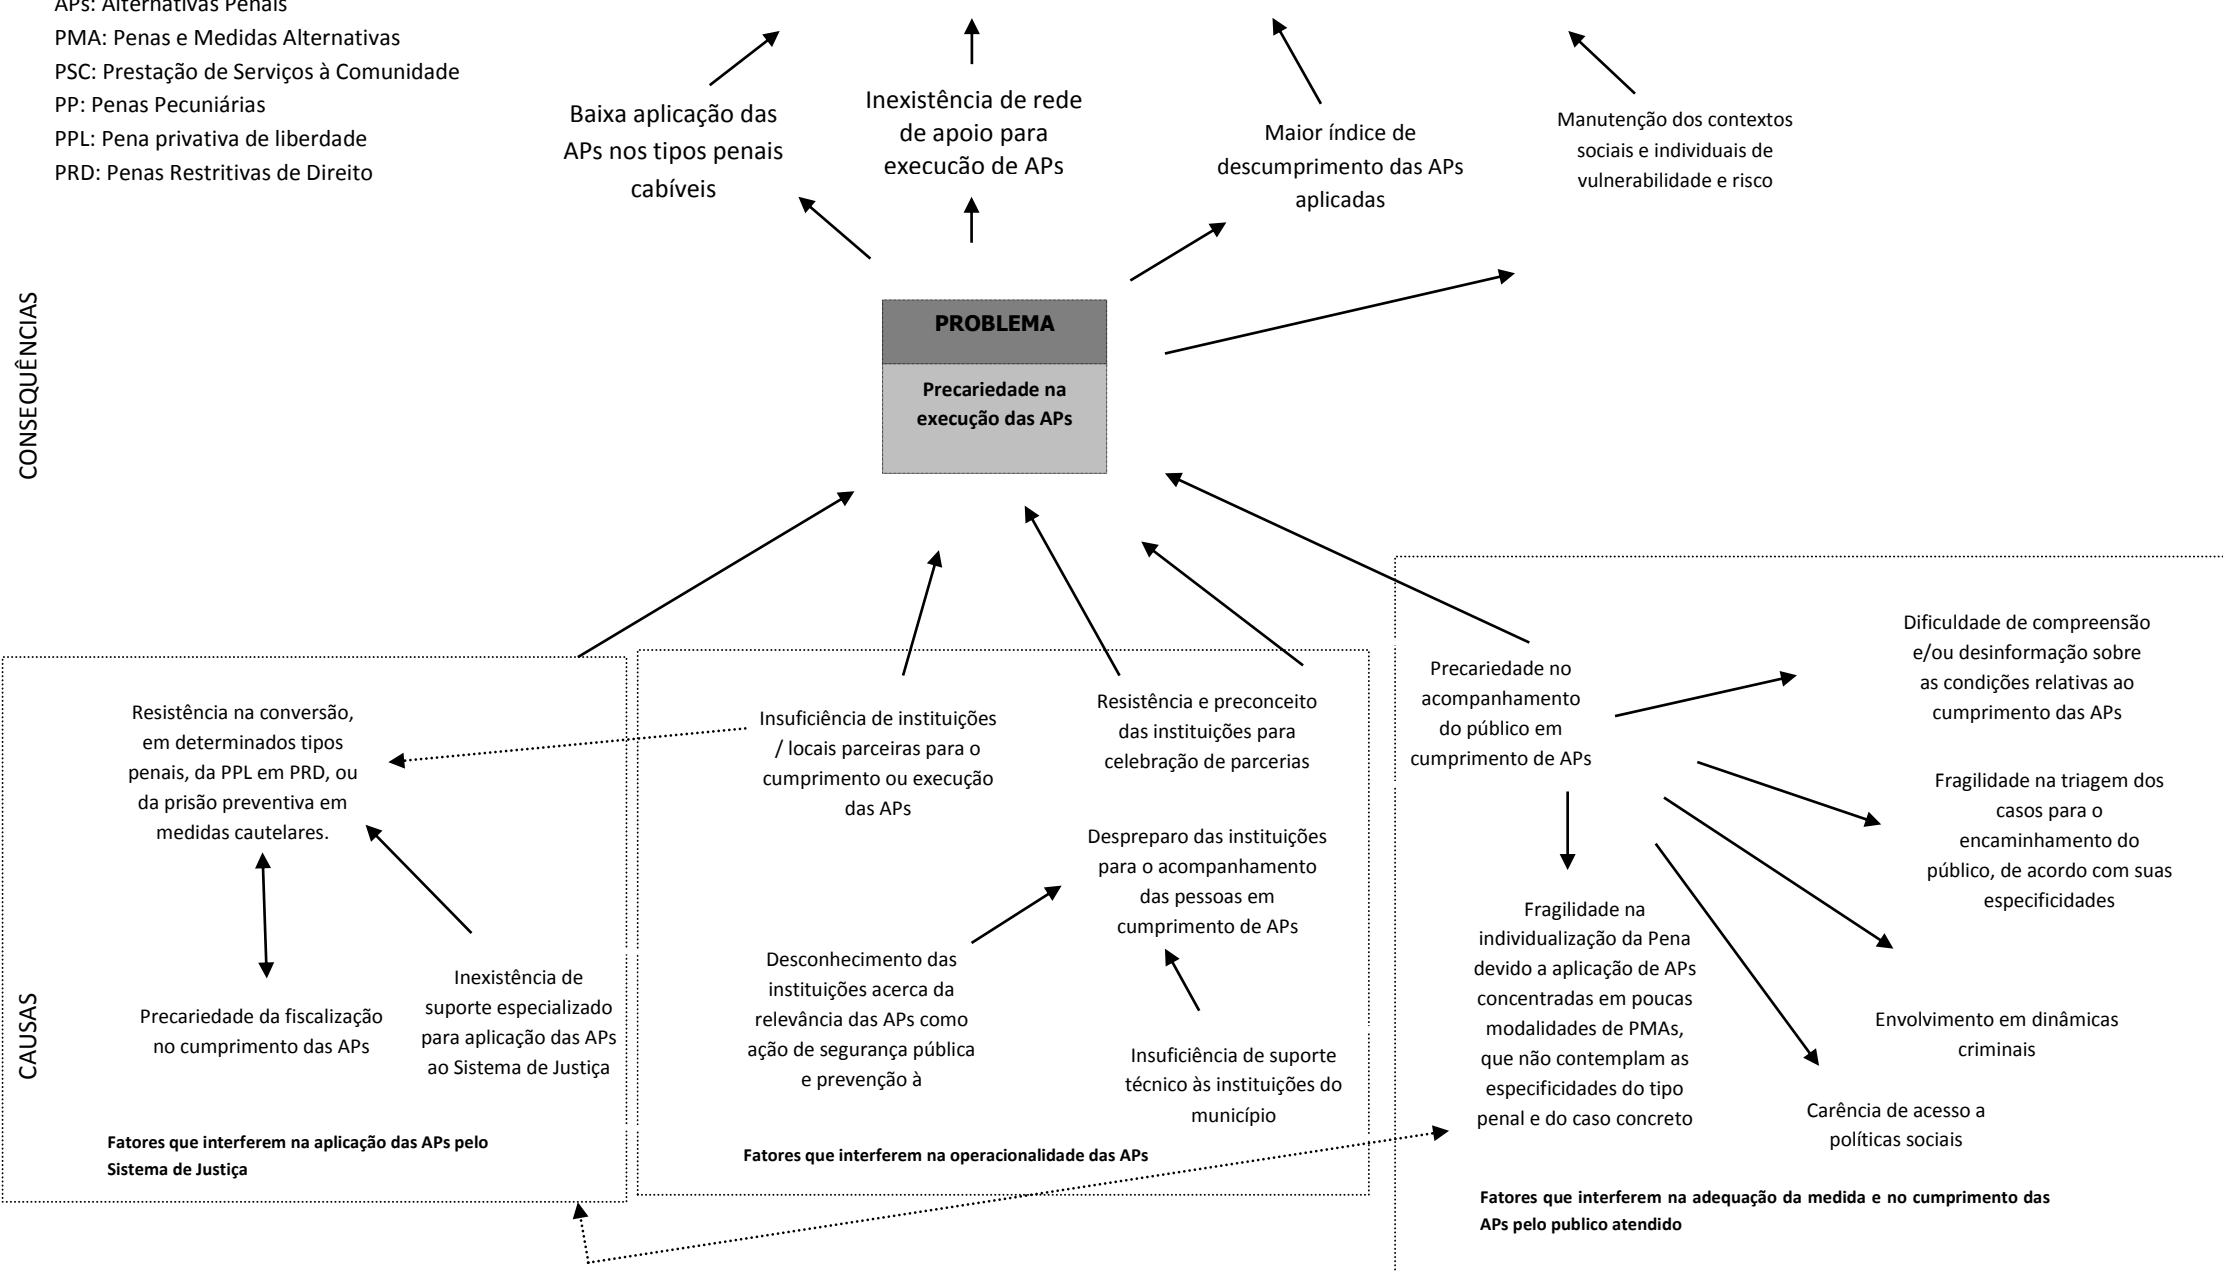 APs: Alternativas Penais
PMA: Penas e Medidas Alternativas
PSC: Prestação de Serviços à Comunidade
PP: Penas Pecuniárias
PPL: Pena privativa de liberdade
PRD: Penas Restritivas de Direito
Baixa aplicação das
APs nos tipos penais
cabíveis
Inexistência de rede
de apoio para
execução de APs
Maior índice de
descumprimento das APs
aplicadas
Manutenção dos contextos
sociais e individuais de
vulnerabilidade e risco
CONSEQUÊNCIAS
PROBLEMA
Precariedade na
execução das APs
CAUSAS
Resistência na conversão,
em determinados tipos
penais, da PPL em PRD, ou
da prisão preventiva em
medidas cautelares.
Precariedade da fiscalização
no cumprimento das APs
Inexistência de
suporte especializado
para aplicação das APs
ao Sistema de Justiça
Fatores que interferem na aplicação das APs pelo
Sistema de Justiça
Insuficiência de instituições
/ locais parceiras para o
cumprimento ou execução
das APs
Resistência e preconceito
das instituições para
celebração de parcerias
Despreparo das instituições
para o acompanhamento
das pessoas em
cumprimento de APs
Desconhecimento das
instituições acerca da
relevância das APs como
ação de segurança pública
e prevenção à
Insuficiência de suporte
técnico às instituições do
município
Fatores que interferem na operacionalidade das APs
Precariedade no
acompanhamento
do público em
cumprimento de APs
Dificuldade de compreensão
e/ou desinformação sobre
as condições relativas ao
cumprimento das APs
Fragilidade na triagem dos
casos para o
encaminhamento do
público, de acordo com suas
especificidades
Fragilidade na
individualização da Pena
devido a aplicação de APs
concentradas em poucas
modalidades de PMAs,
que não contemplam as
especificidades do tipo
penal e do caso concreto
Envolvimento em dinâmicas
criminais
Carência de acesso a
políticas sociais
Fatores que interferem na adequação da medida e no cumprimento das
APs pelo publico atendido